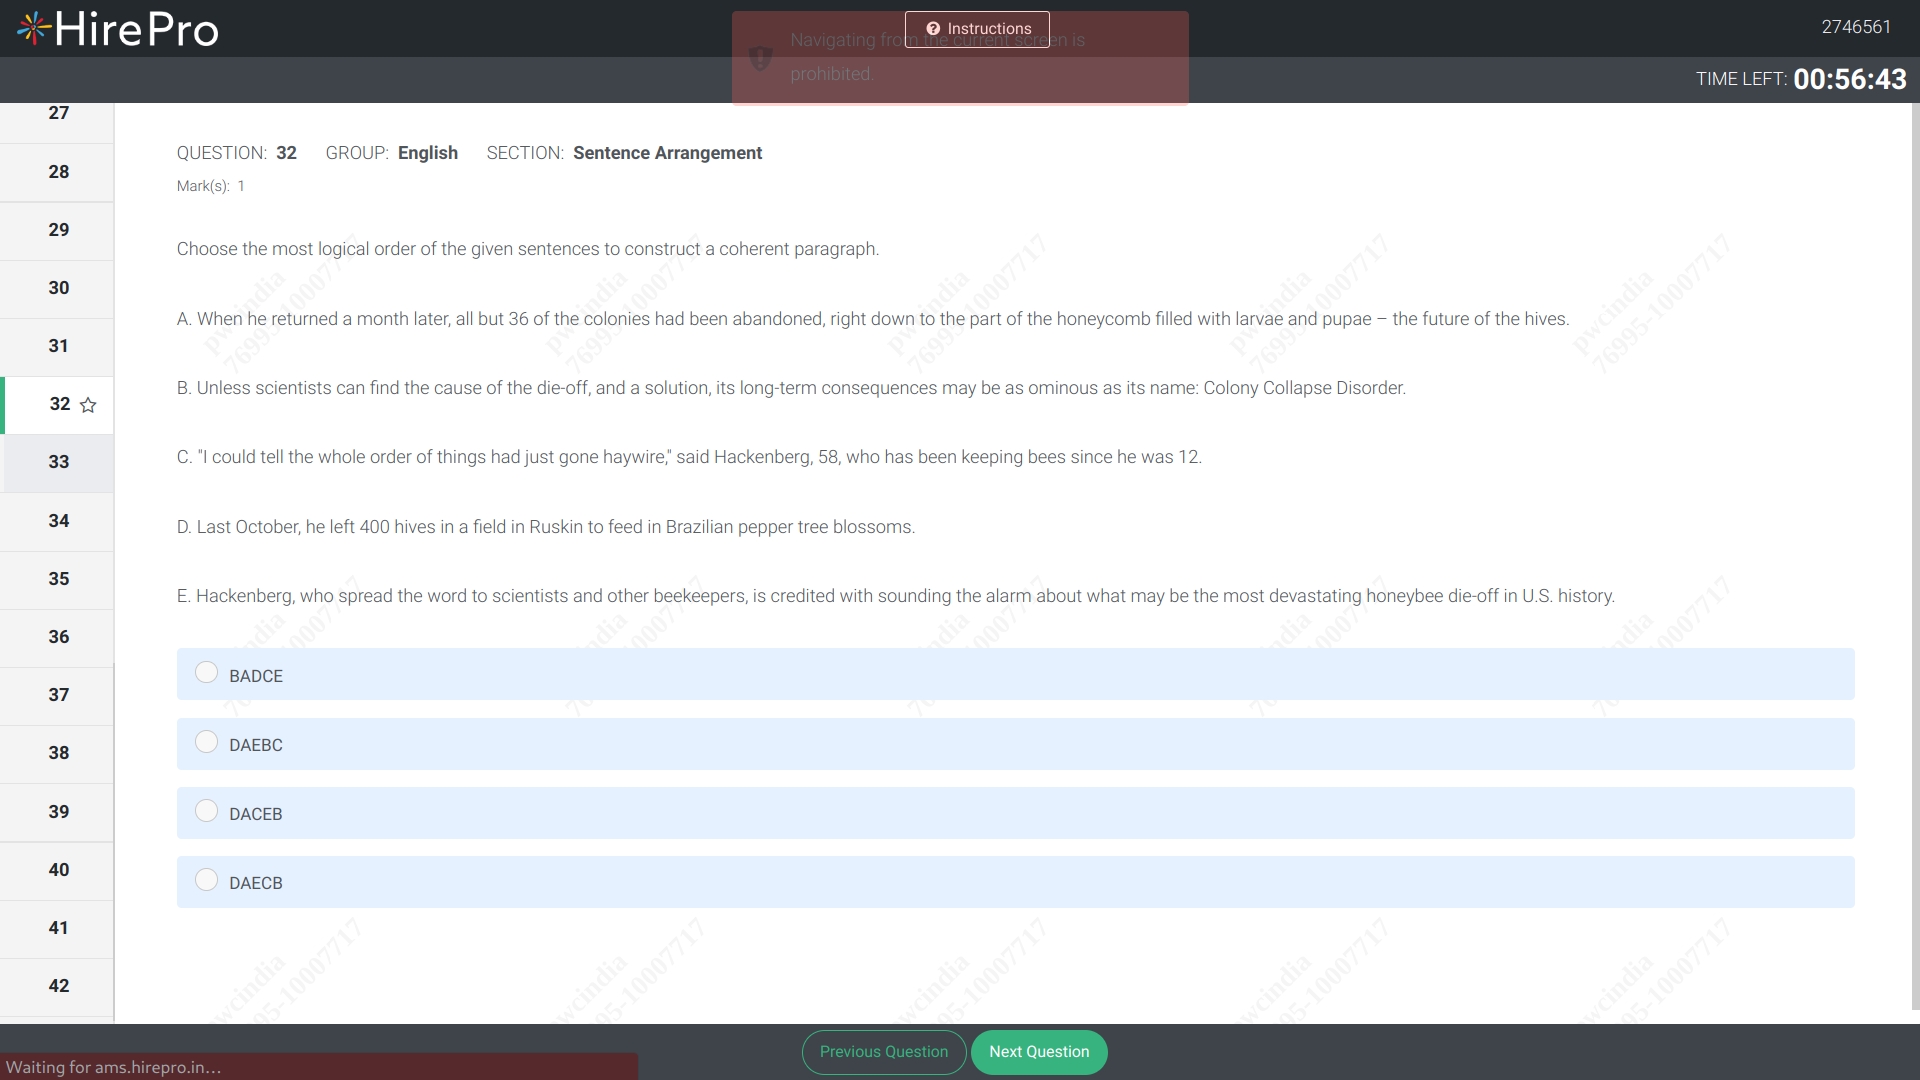 HirePro
Instructions
Navigating from the current screen is
prohibited.
2746561
TIME LEFT: 00:56:43
27
28
29
30
31
32
33
34
35
36
37
38
39
40
41
42
QUESTION: 32 GROUP: English SECTION: Sentence Arrangement
Mark(s): 1
Choose the most logical order of the given sentences to construct a coherent paragraph.
A. When he returned a month later, all but 36 of the colonies had been abandoned, right down to the part of the honeycomb filled with larvae and pupae – the future of the hives.
B. Unless scientists can find the cause of the die-off, and a solution, its long-term consequences may be as ominous as its name: Colony Collapse Disorder.
C. "I could tell the whole order of things had just gone haywire," said Hackenberg, 58, who has been keeping bees since he was 12.
D. Last October, he left 400 hives in a field in Ruskin to feed in Brazilian pepper tree blossoms.
E. Hackenberg, who spread the word to scientists and other beekeepers, is credited with sounding the alarm about what may be the most devastating honeybee die-off in U.S. history.
BADCE
DAEBC
DACEB
DAECB
pwcindia
76995-10007717
Previous Question
Next Question
Waiting for ams.hirepro.in...